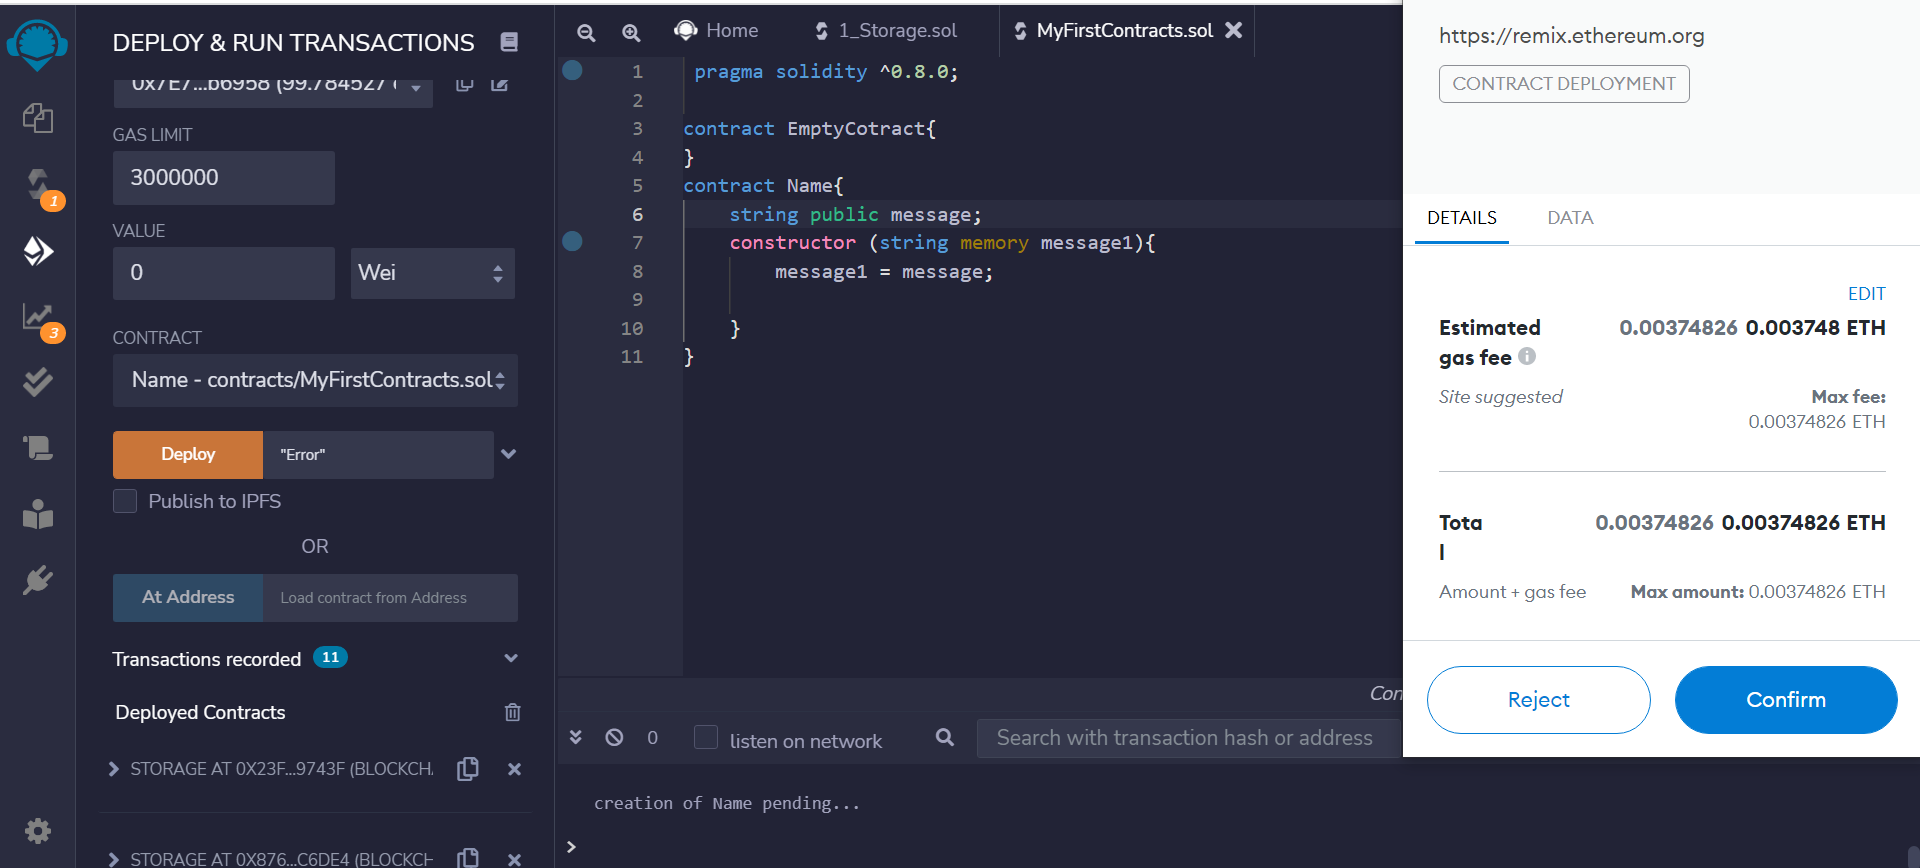 DEPLOY & RUN TRANSACTIONS
0x7E7...b6958 (99.784527
GAS LIMIT
3000000
VALUE
0
Wei
CONTRACT
Name - contracts/MyFirstContracts.sol
Deploy
"Error"
Publish to IPFS
OR
At Address
Load contract from Address
Transactions recorded 11
Deployed Contracts
STORAGE AT 0X23F...9743F (BLOCKCH
STORAGE AT 0X876...C6DE4 (BLOCKCH
1
3
Home
1_Storage.sol
MyFirstContracts.sol
1 pragma solidity ^0.8.0;
2
3 contract EmptyCotract{
4 }
5 contract Name{
6 string public message;
7 constructor (string memory message1){
8 message1 = message;
9
10 }
11 }
0
listen on network
Search with transaction hash or address
creation of Name pending...
>
https://remix.ethereum.org
CONTRACT DEPLOYMENT
DETAILS
DATA
EDIT
Estimated 0.00374826 0.003748 ETH
gas fee
Site suggested
Max fee:
0.00374826 ETH
Tota 0.00374826 0.00374826 ETH
l
Amount + gas fee
Max amount: 0.00374826 ETH
Reject
Confirm